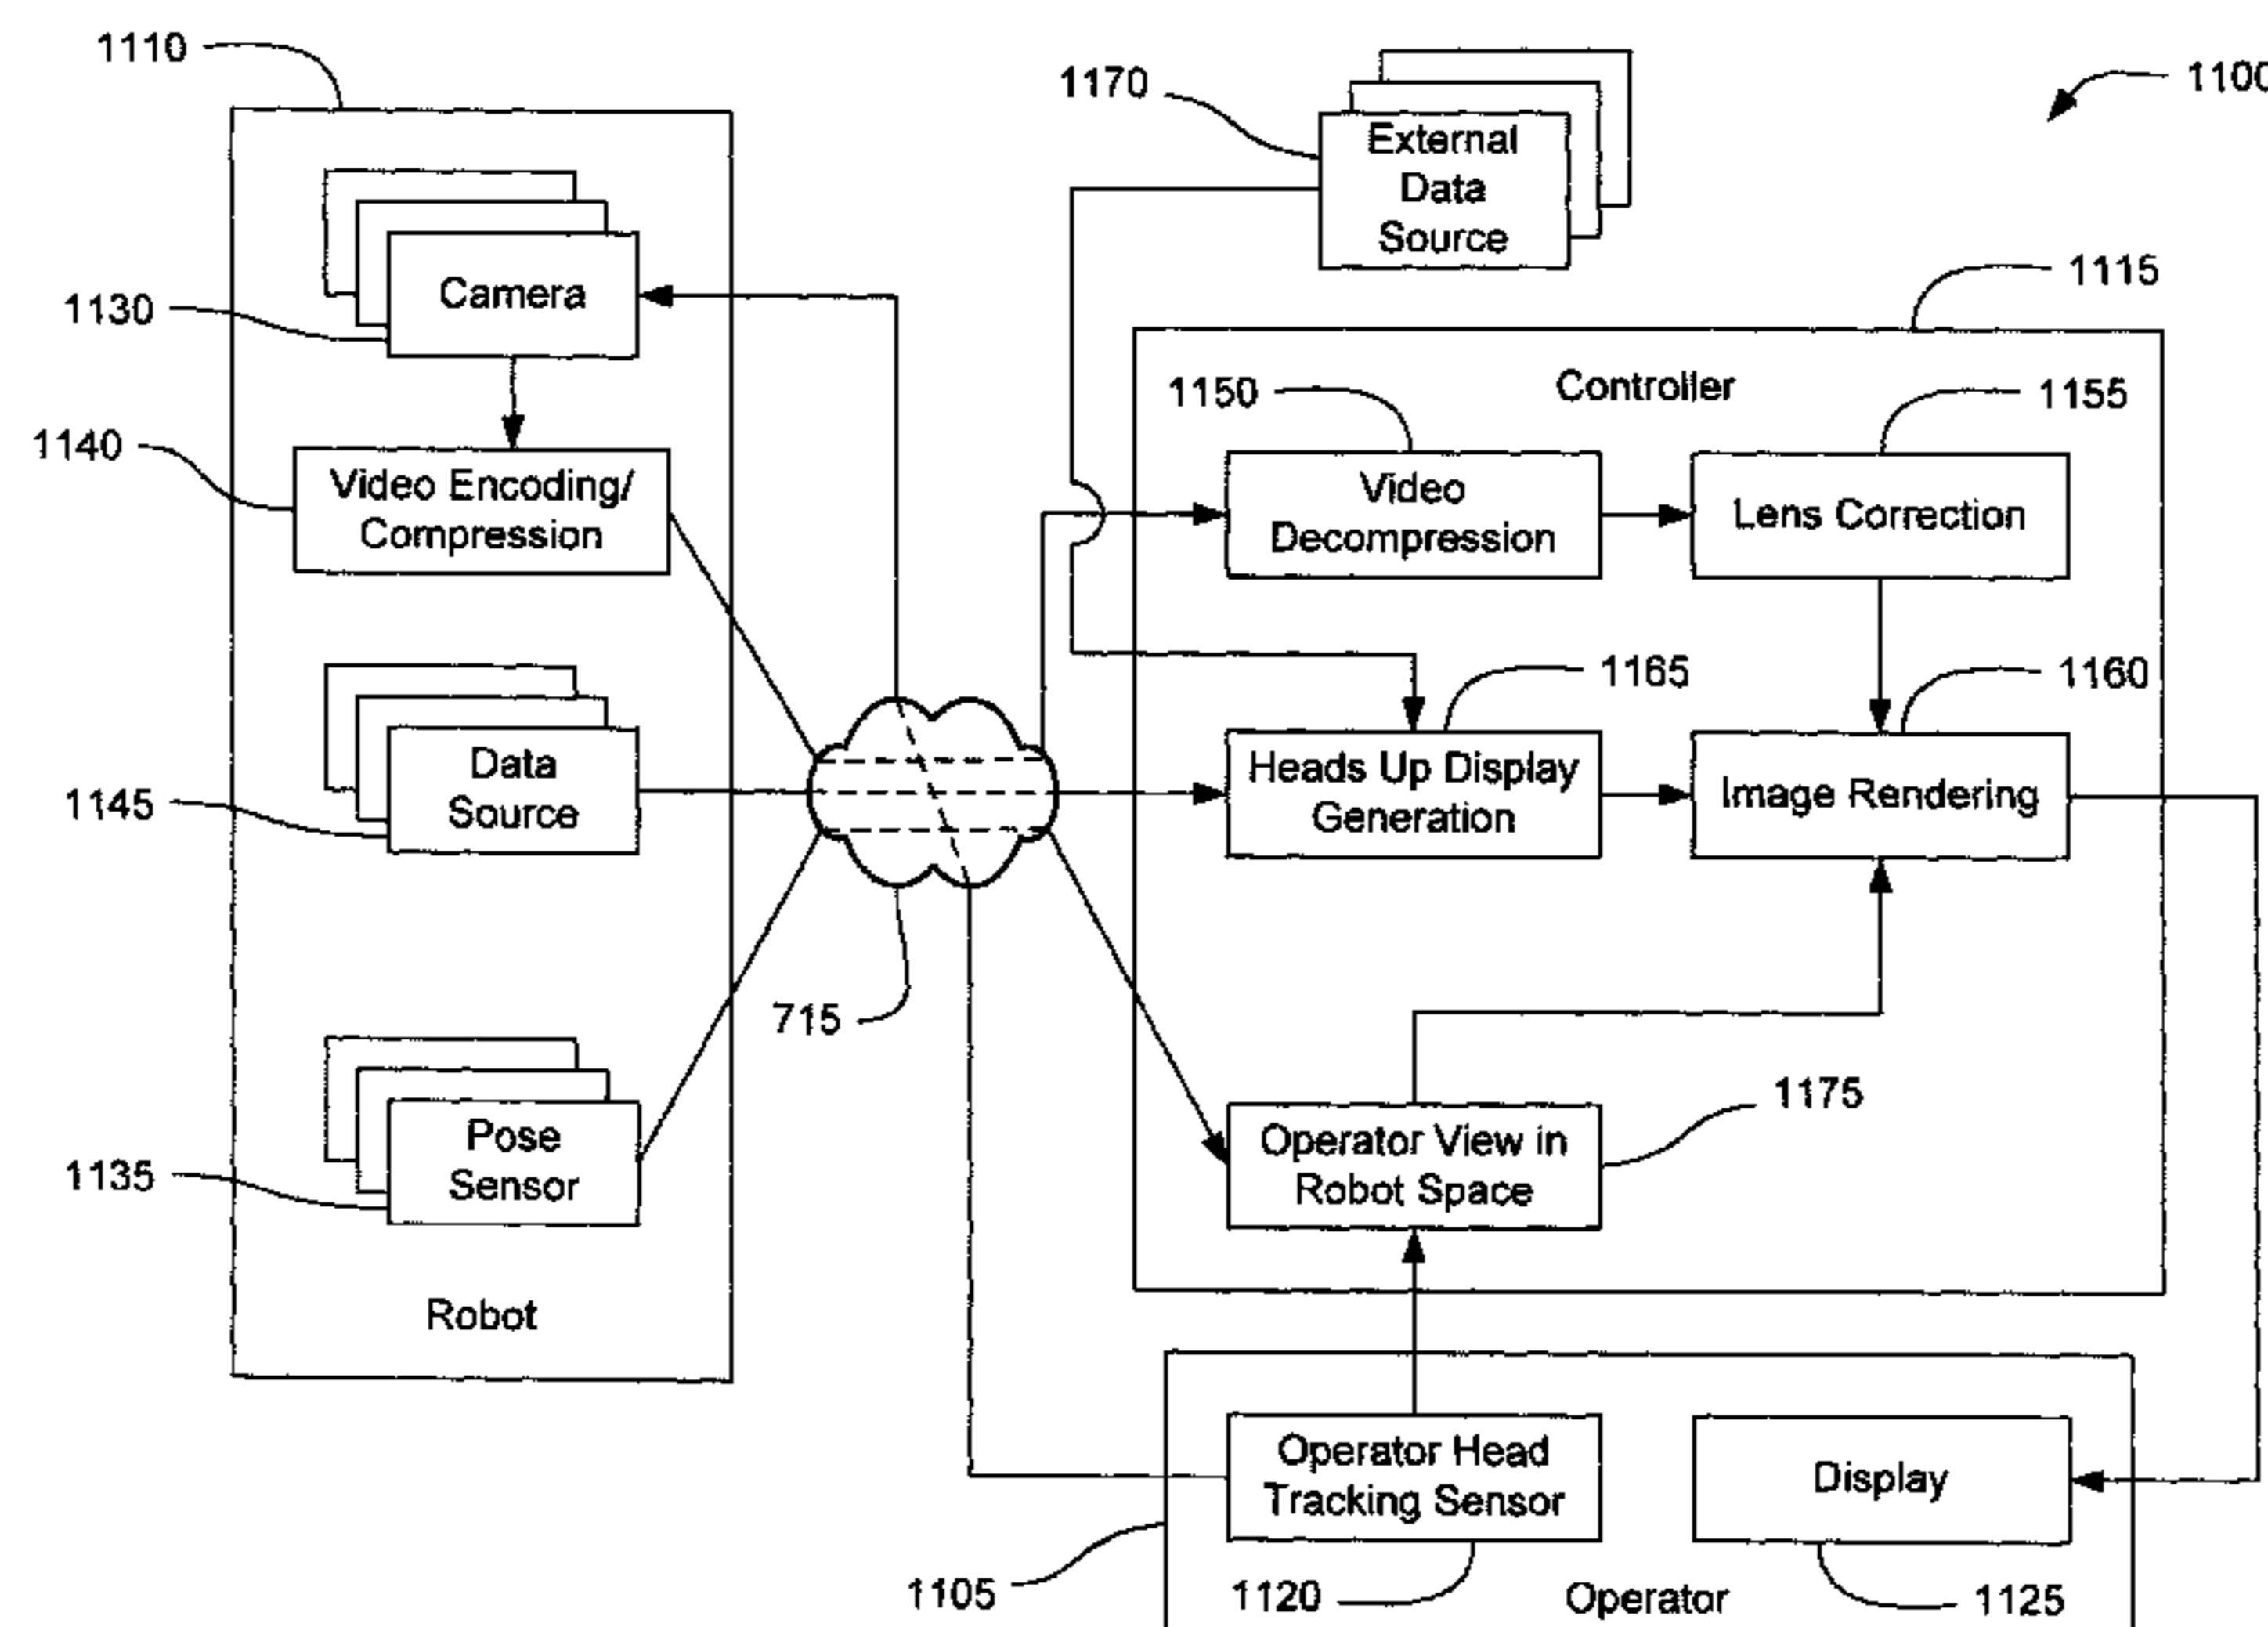 1110
1170
1100
External
Data
Source
1115
Camera
1130
Controller
1150
1155
1140
Video Encoding/
Compression
Video
Decompression
Lens Correction
1165
1160
Data
Source
1145
Heads Up Display
Generation
Image Rendering
715
1175
Pose
Sensor
1135
Operator View in
Robot Space
Robot
Operator Head
Tracking Sensor
Display
1105
1120
Operator
1125